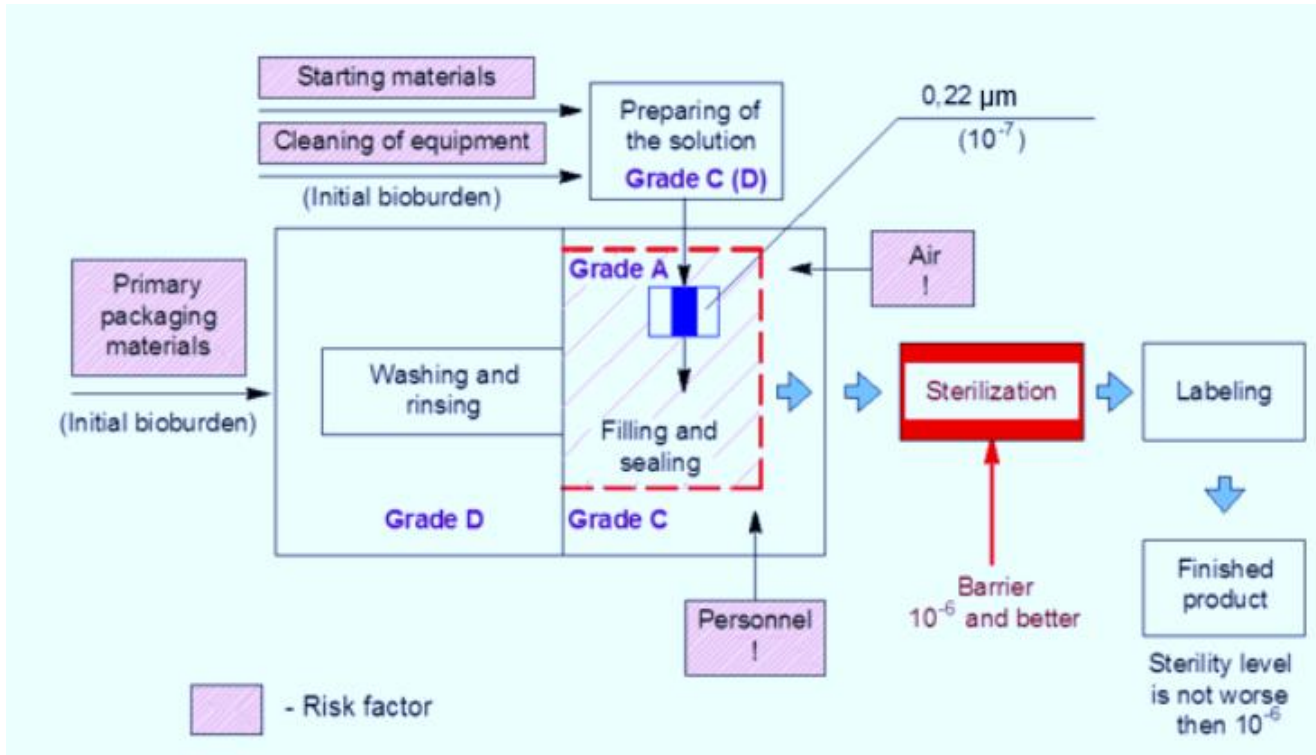 Starting materials
Cleaning of equipment
(Initial bioburden)
Preparing of
the solution
Grade C (D)
0,22 μm
(10⁻⁷)
Primary
packaging
materials
(Initial bioburden)
Washing and
rinsing
Grade D
Grade A
Filling and
sealing
Grade C
Air
!
Personnel
!
Sterilization
Barrier
10⁻⁶ and better
Labeling
Finished
product
Sterility level
is not worse
then 10⁻⁶
- Risk factor